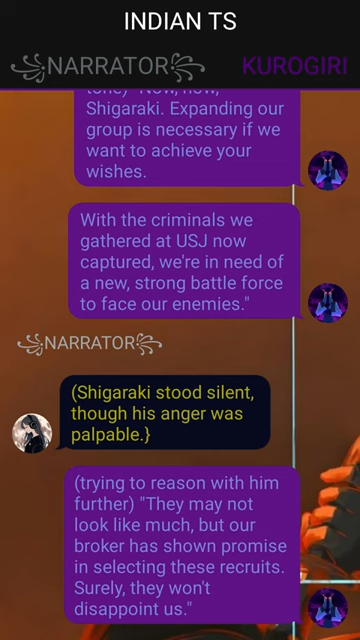 INDIAN TS
NARRATOR KUROGIRI
tone) "Now, now,
Shigaraki. Expanding our
group is necessary if we
want to achieve your
wishes.
With the criminals we
gathered at USJ now
captured, we're in need of
a new, strong battle force
to face our enemies."
NARRATOR
(Shigaraki stood silent,
though his anger was
palpable.}
(trying to reason with him
further) "They may not
look like much, but our
broker has shown promise
in selecting these recruits.
Surely, they won't
disappoint us."